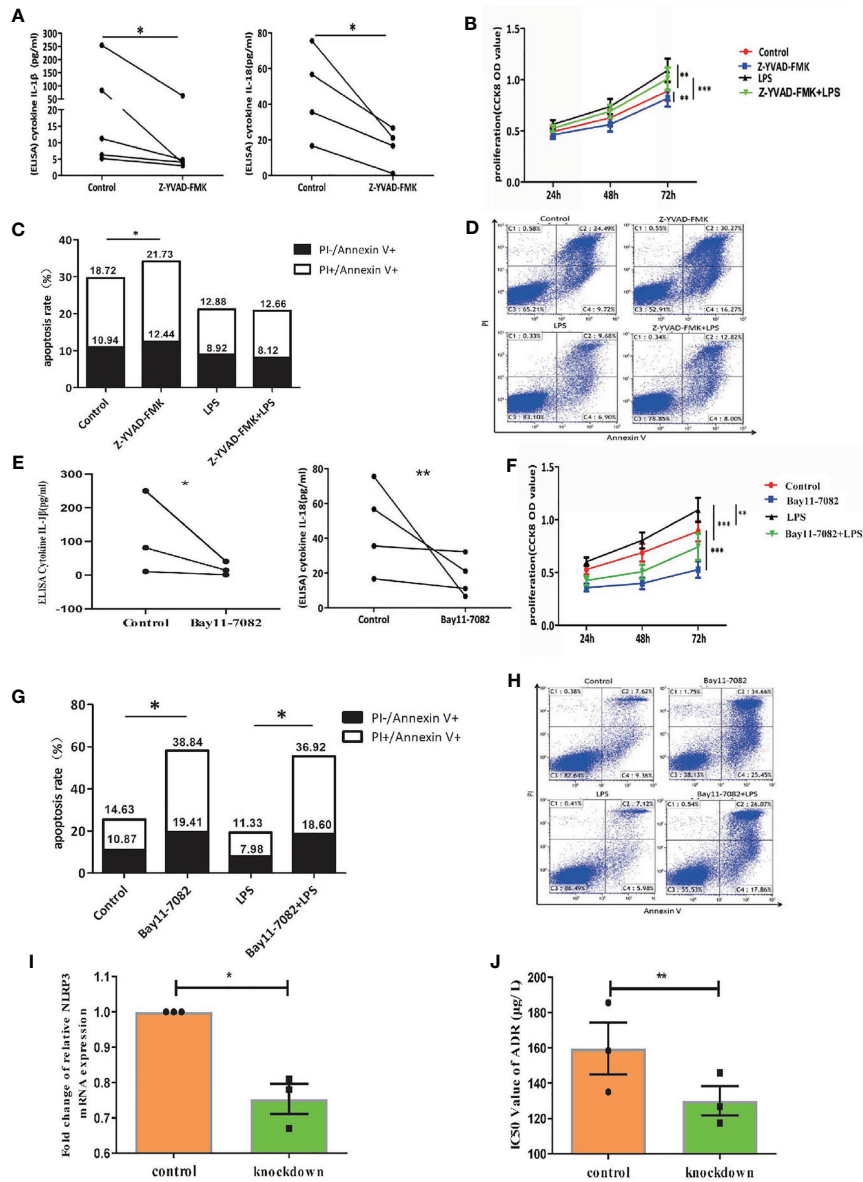 A
(ELISA) cytokine IL-1β (pg/ml)
300
250
200
150
100
50
20
15
10
5
0
*
Control
Z-YVAD-FMK
(ELISA) cytokine IL-18(pg/ml)
80
60
40
20
0
*
Control
Z-YVAD-FMK
B
proliferation(CCK8 OD value)
1.5
1.0
0.5
0.0
24h
48h
72h
**
**
***
Control
Z-YVAD-FMK
LPS
Z-YVAD-FMK+LPS
C
apoptosis rate (%)
40
30
20
10
0
*
18.72
10.94
21.73
12.44
12.88
8.92
12.66
8.12
Control
Z-YVAD-FMK
LPS
Z-YVAD-FMK+LPS
PI-/Annexin V+
PI+/Annexin V+
D
Control
C1 : 0.58%
C2 : 24.49%
C3 : 65.21%
C4 : 9.72%
Z-YVAD-FMK
C1 : 0.55%
C2 : 30.27%
C3 : 52.91%
C4 : 16.27%
LPS
C1 : 0.33%
C2 : 9.68%
C3 : 83.10%
C4 : 6.90%
Z-YVAD-FMK+LPS
C1 : 0.34%
C2 : 12.82%
C3 : 78.85%
C4 : 8.00%
PI
Annexin V
E
ELISA Cytokine IL-1β(pg/ml)
300
200
100
0
-100
*
Control
Bay11-7082
(ELISA) cytokine IL-18(pg/ml)
80
60
40
20
0
**
Control
Bay11-7082
F
proliferation(CCK8 OD value)
1.5
1.0
0.5
0.0
24h
48h
72h
***
**
***
Control
Bay11-7082
LPS
Bay11-7082+LPS
G
apoptosis rate (%)
80
60
40
20
0
*
*
14.63
10.87
38.84
19.41
11.33
7.98
36.92
18.60
Control
Bay11-7082
LPS
Bay11-7082+LPS
PI-/Annexin V+
PI+/Annexin V+
H
Control
C1 : 0.38%
C2 : 7.62%
C3 : 82.64%
C4 : 9.36%
Bay11-7082
C1 : 1.75%
C2 : 34.66%
C3 : 38.13%
C4 : 25.45%
LPS
C1 : 0.41%
C2 : 7.12%
C3 : 86.49%
C4 : 5.98%
Bay11-7082+LPS
C1 : 0.54%
C2 : 26.07%
C3 : 55.53%
C4 : 17.86%
PI
Annexin V
I
Fold change of relative NLRP3
mRNA expression
1.1
1.0
0.9
0.8
0.7
0.6
*
control
knockdown
J
IC50 Value of ADR (μg/ L)
200
180
160
140
120
100
240
**
control
knockdown